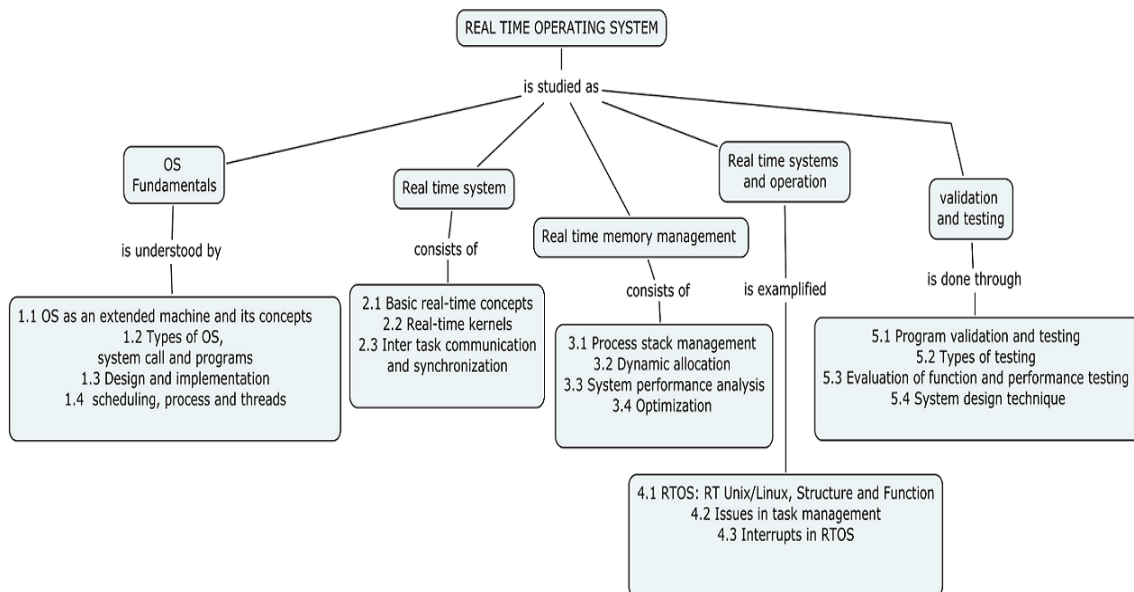 REAL TIME OPERATING SYSTEM
is studied as
OS
Fundamentals
is understood by
1.1 OS as an extended machine and its concepts
1.2 Types of OS,
system call and programs
1.3 Design and implementation
1.4 scheduling, process and threads
Real time system
consists of
2.1 Basic real-time concepts
2.2 Real-time kernels
2.3 Inter task communication
and synchronization
Real time memory management
consists of
3.1 Process stack management
3.2 Dynamic allocation
3.3 System performance analysis
3.4 Optimization
Real time systems
and operation
is examplified
4.1 RTOS: RT Unix/Linux, Structure and Function
4.2 Issues in task management
4.3 Interrupts in RTOS
validation
and testing
is done through
5.1 Program validation and testing
5.2 Types of testing
5.3 Evaluation of function and performance testing
5.4 System design technique